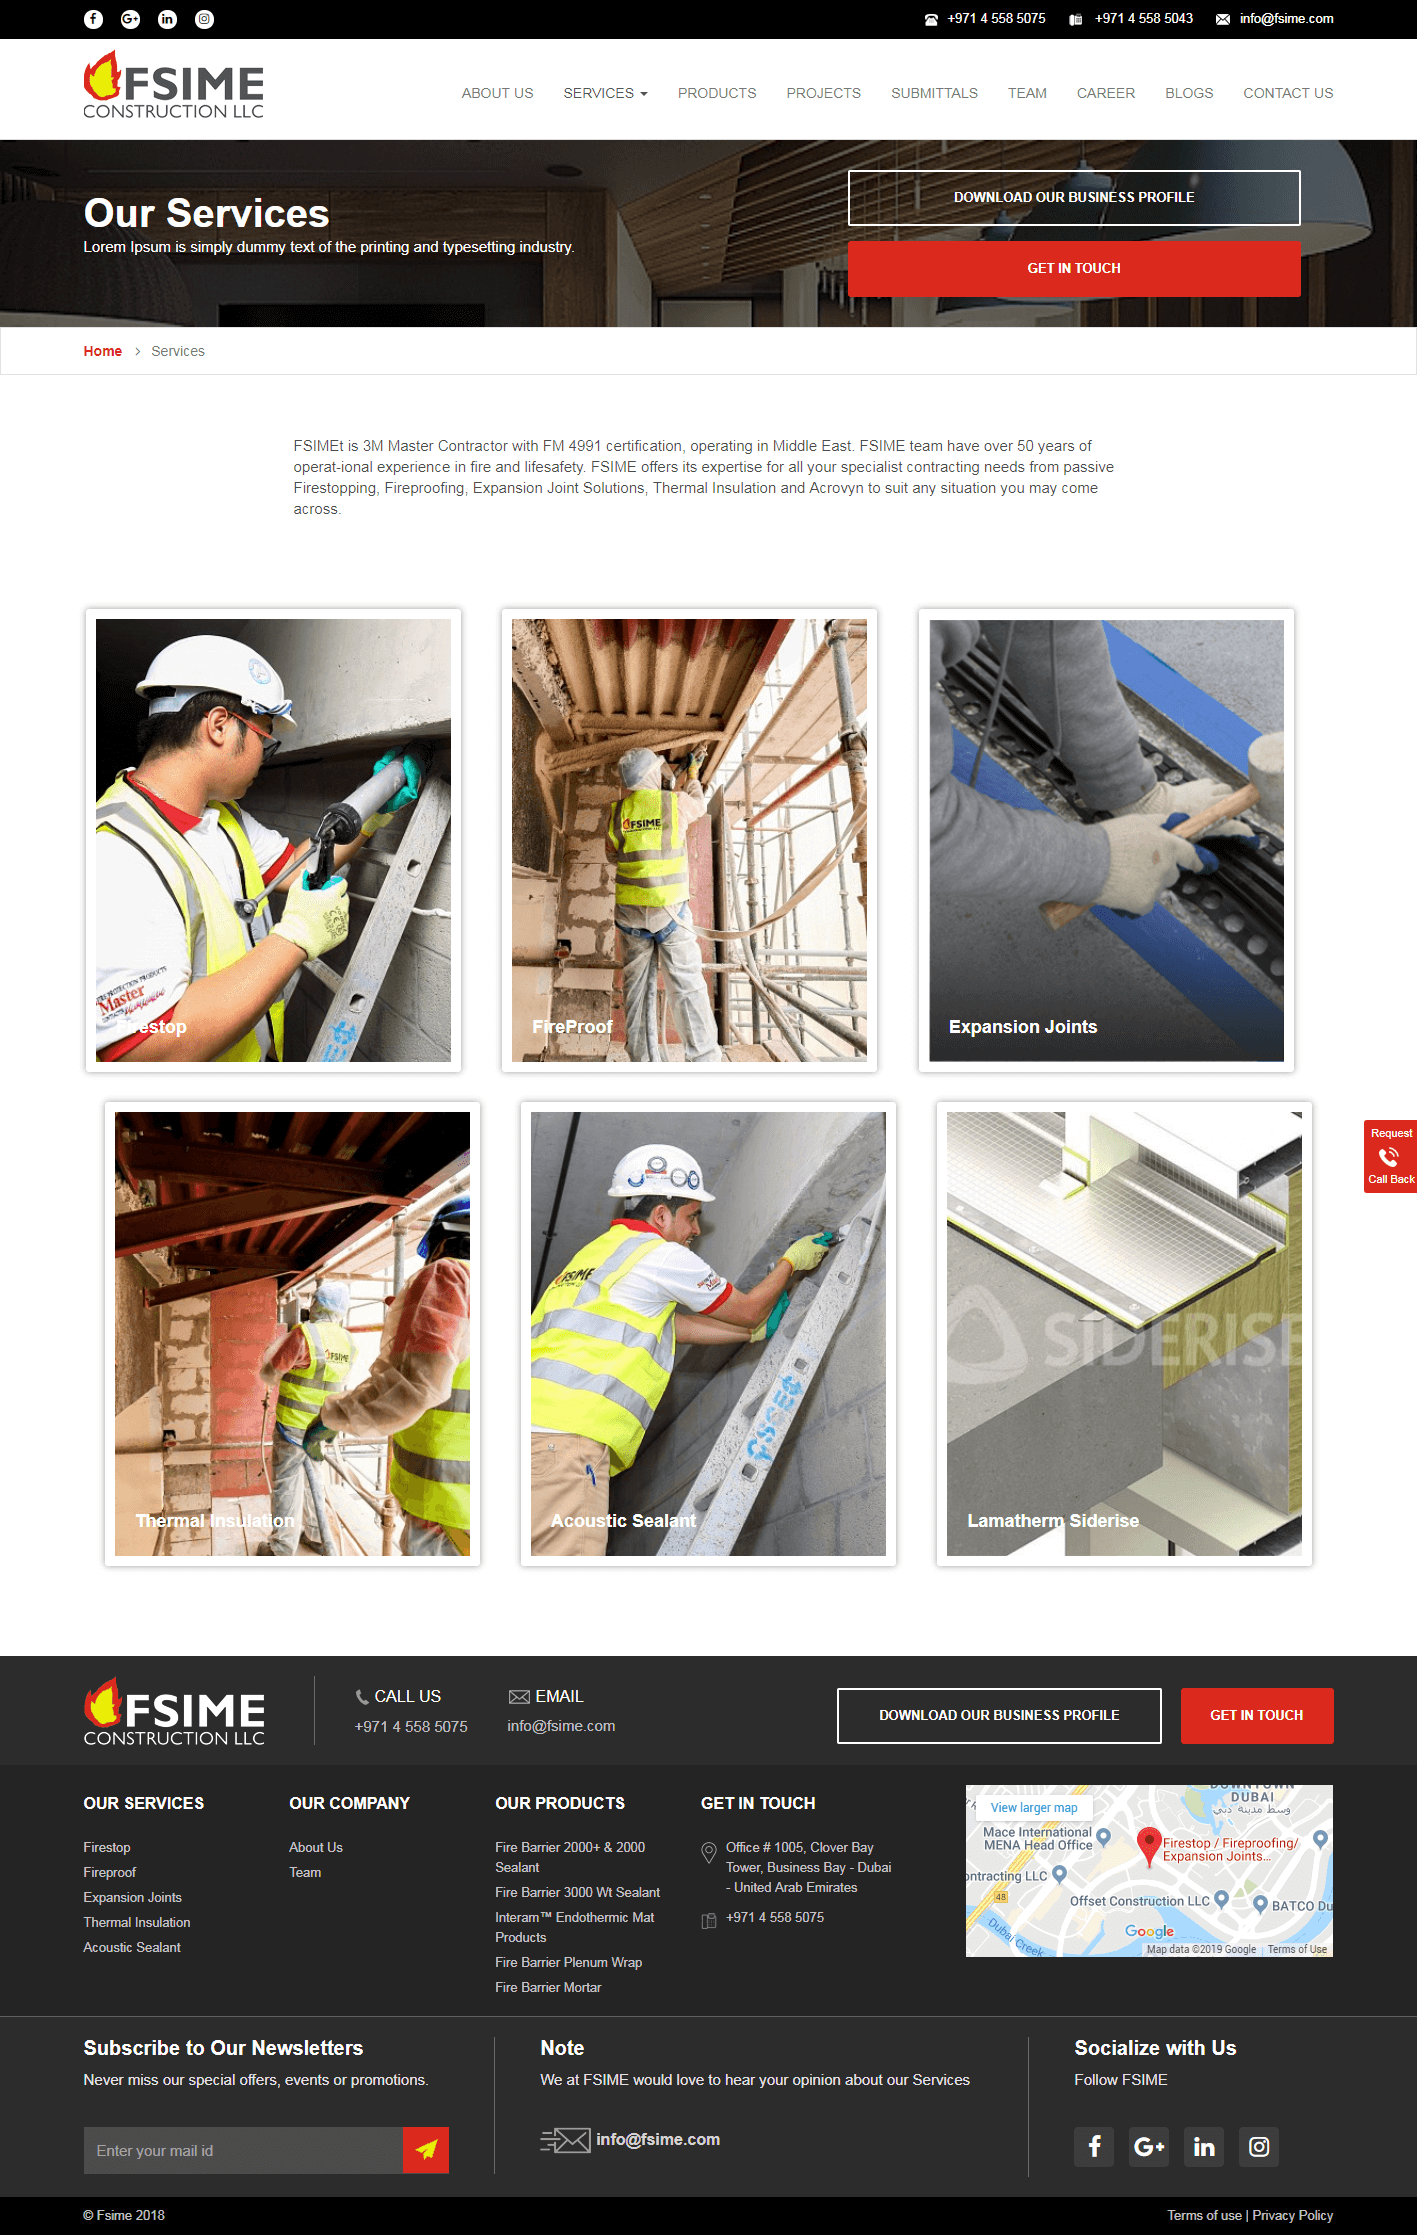 +971 4 558 5075
+971 4 558 5043
info@fsime.com
FSIME
CONSTRUCTION LLC
ABOUT US
SERVICES
PRODUCTS
PROJECTS
SUBMITTALS
TEAM
CAREER
BLOGS
CONTACT US
Our Services
Lorem Ipsum is simply dummy text of the printing and typesetting industry.
DOWNLOAD OUR BUSINESS PROFILE
GET IN TOUCH
Home > Services
FSIMEt is 3M Master Contractor with FM 4991 certification, operating in Middle East. FSIME team have over 50 years of
operat-ional experience in fire and lifesafety. FSIME offers its expertise for all your specialist contracting needs from passive
Firestopping, Fireproofing, Expansion Joint Solutions, Thermal Insulation and Acrovyn to suit any situation you may come
across.
Master
Firestop
FSIME
FireProof
Expansion Joints
FSIME
Thermal Insulation
FSIME
Acoustic Sealant
SIDERISE
Lamatherm Siderise
Request
Call Back
FSIME
CONSTRUCTION LLC
CALL US
+971 4 558 5075
EMAIL
info@fsime.com
DOWNLOAD OUR BUSINESS PROFILE
GET IN TOUCH
OUR SERVICES
Firestop
Fireproof
Expansion Joints
Thermal Insulation
Acoustic Sealant
OUR COMPANY
About Us
Team
OUR PRODUCTS
Fire Barrier 2000+ & 2000
Sealant
Fire Barrier 3000 Wt Sealant
Interam™ Endothermic Mat
Products
Fire Barrier Plenum Wrap
Fire Barrier Mortar
GET IN TOUCH
Office # 1005, Clover Bay
Tower, Business Bay - Dubai
- United Arab Emirates
+971 4 558 5075
View larger map
DOWNTOWN
DUBAI
وسط مدينة دبي
Mace International
MENA Head Office
Firestop / Fireproofing/
Expansion Joints...
ontracting LLC
48
Offset Construction LLC
BATCO Du
Dubai Creek
Google
Map data ©2019 Google
Terms of Use
Subscribe to Our Newsletters
Never miss our special offers, events or promotions.
Enter your mail id
Note
We at FSIME would love to hear your opinion about our Services
info@fsime.com
Socialize with Us
Follow FSIME
© Fsime 2018
Terms of use | Privacy Policy